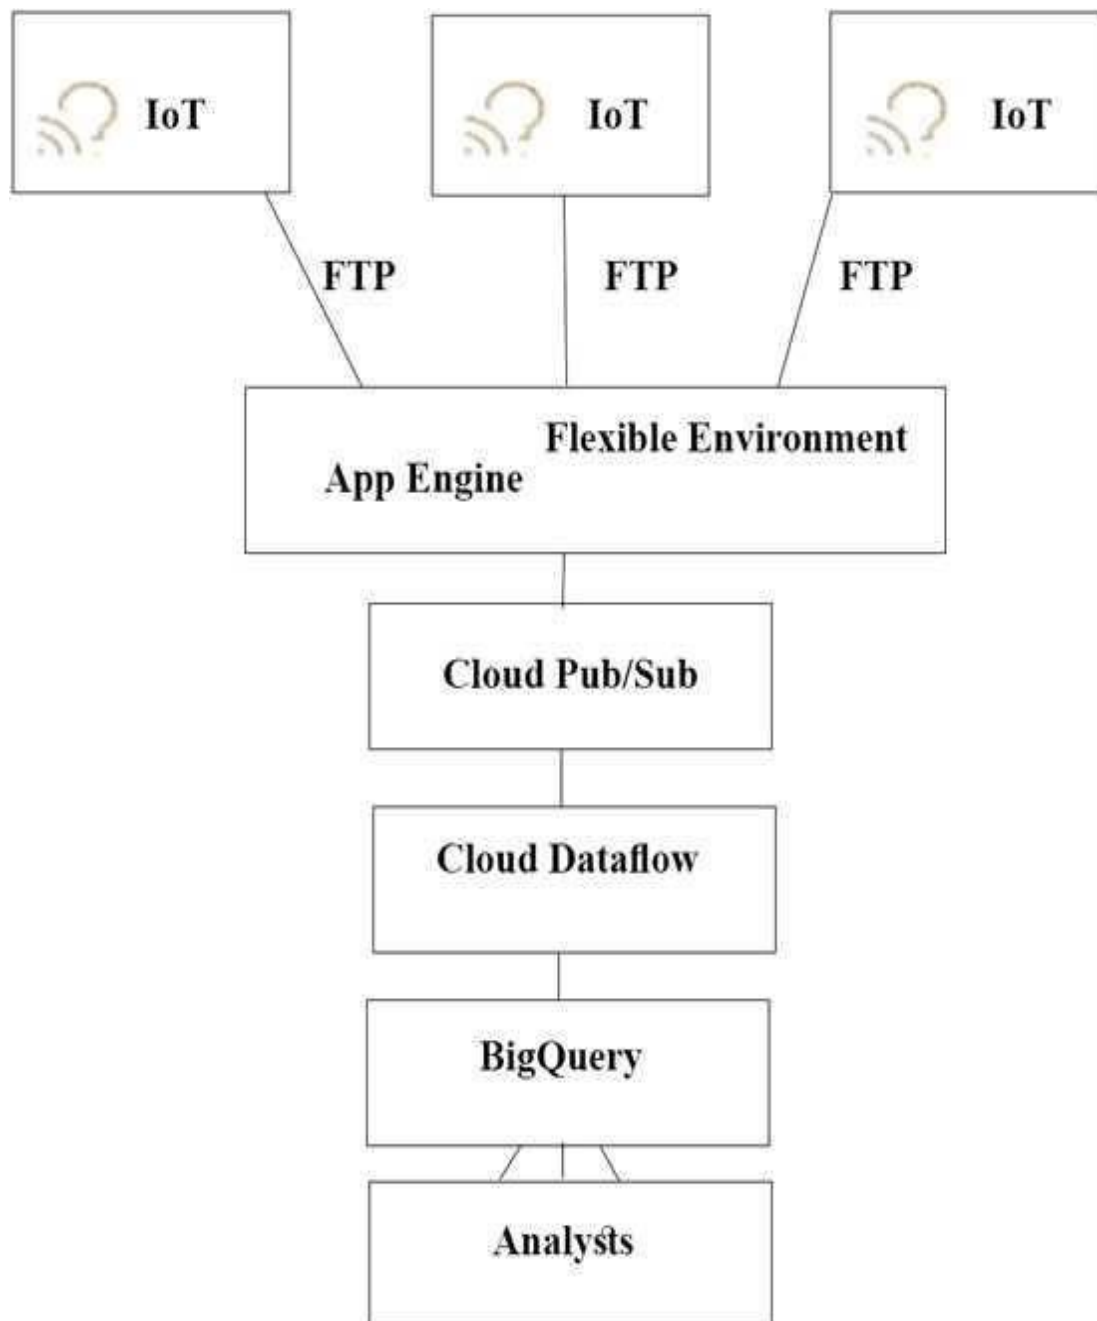 IoT
IoT
IoT
FTP
FTP
FTP
Flexible Environment
App Engine
Cloud Pub/Sub
Cloud Dataflow
BigQuery
Analysts